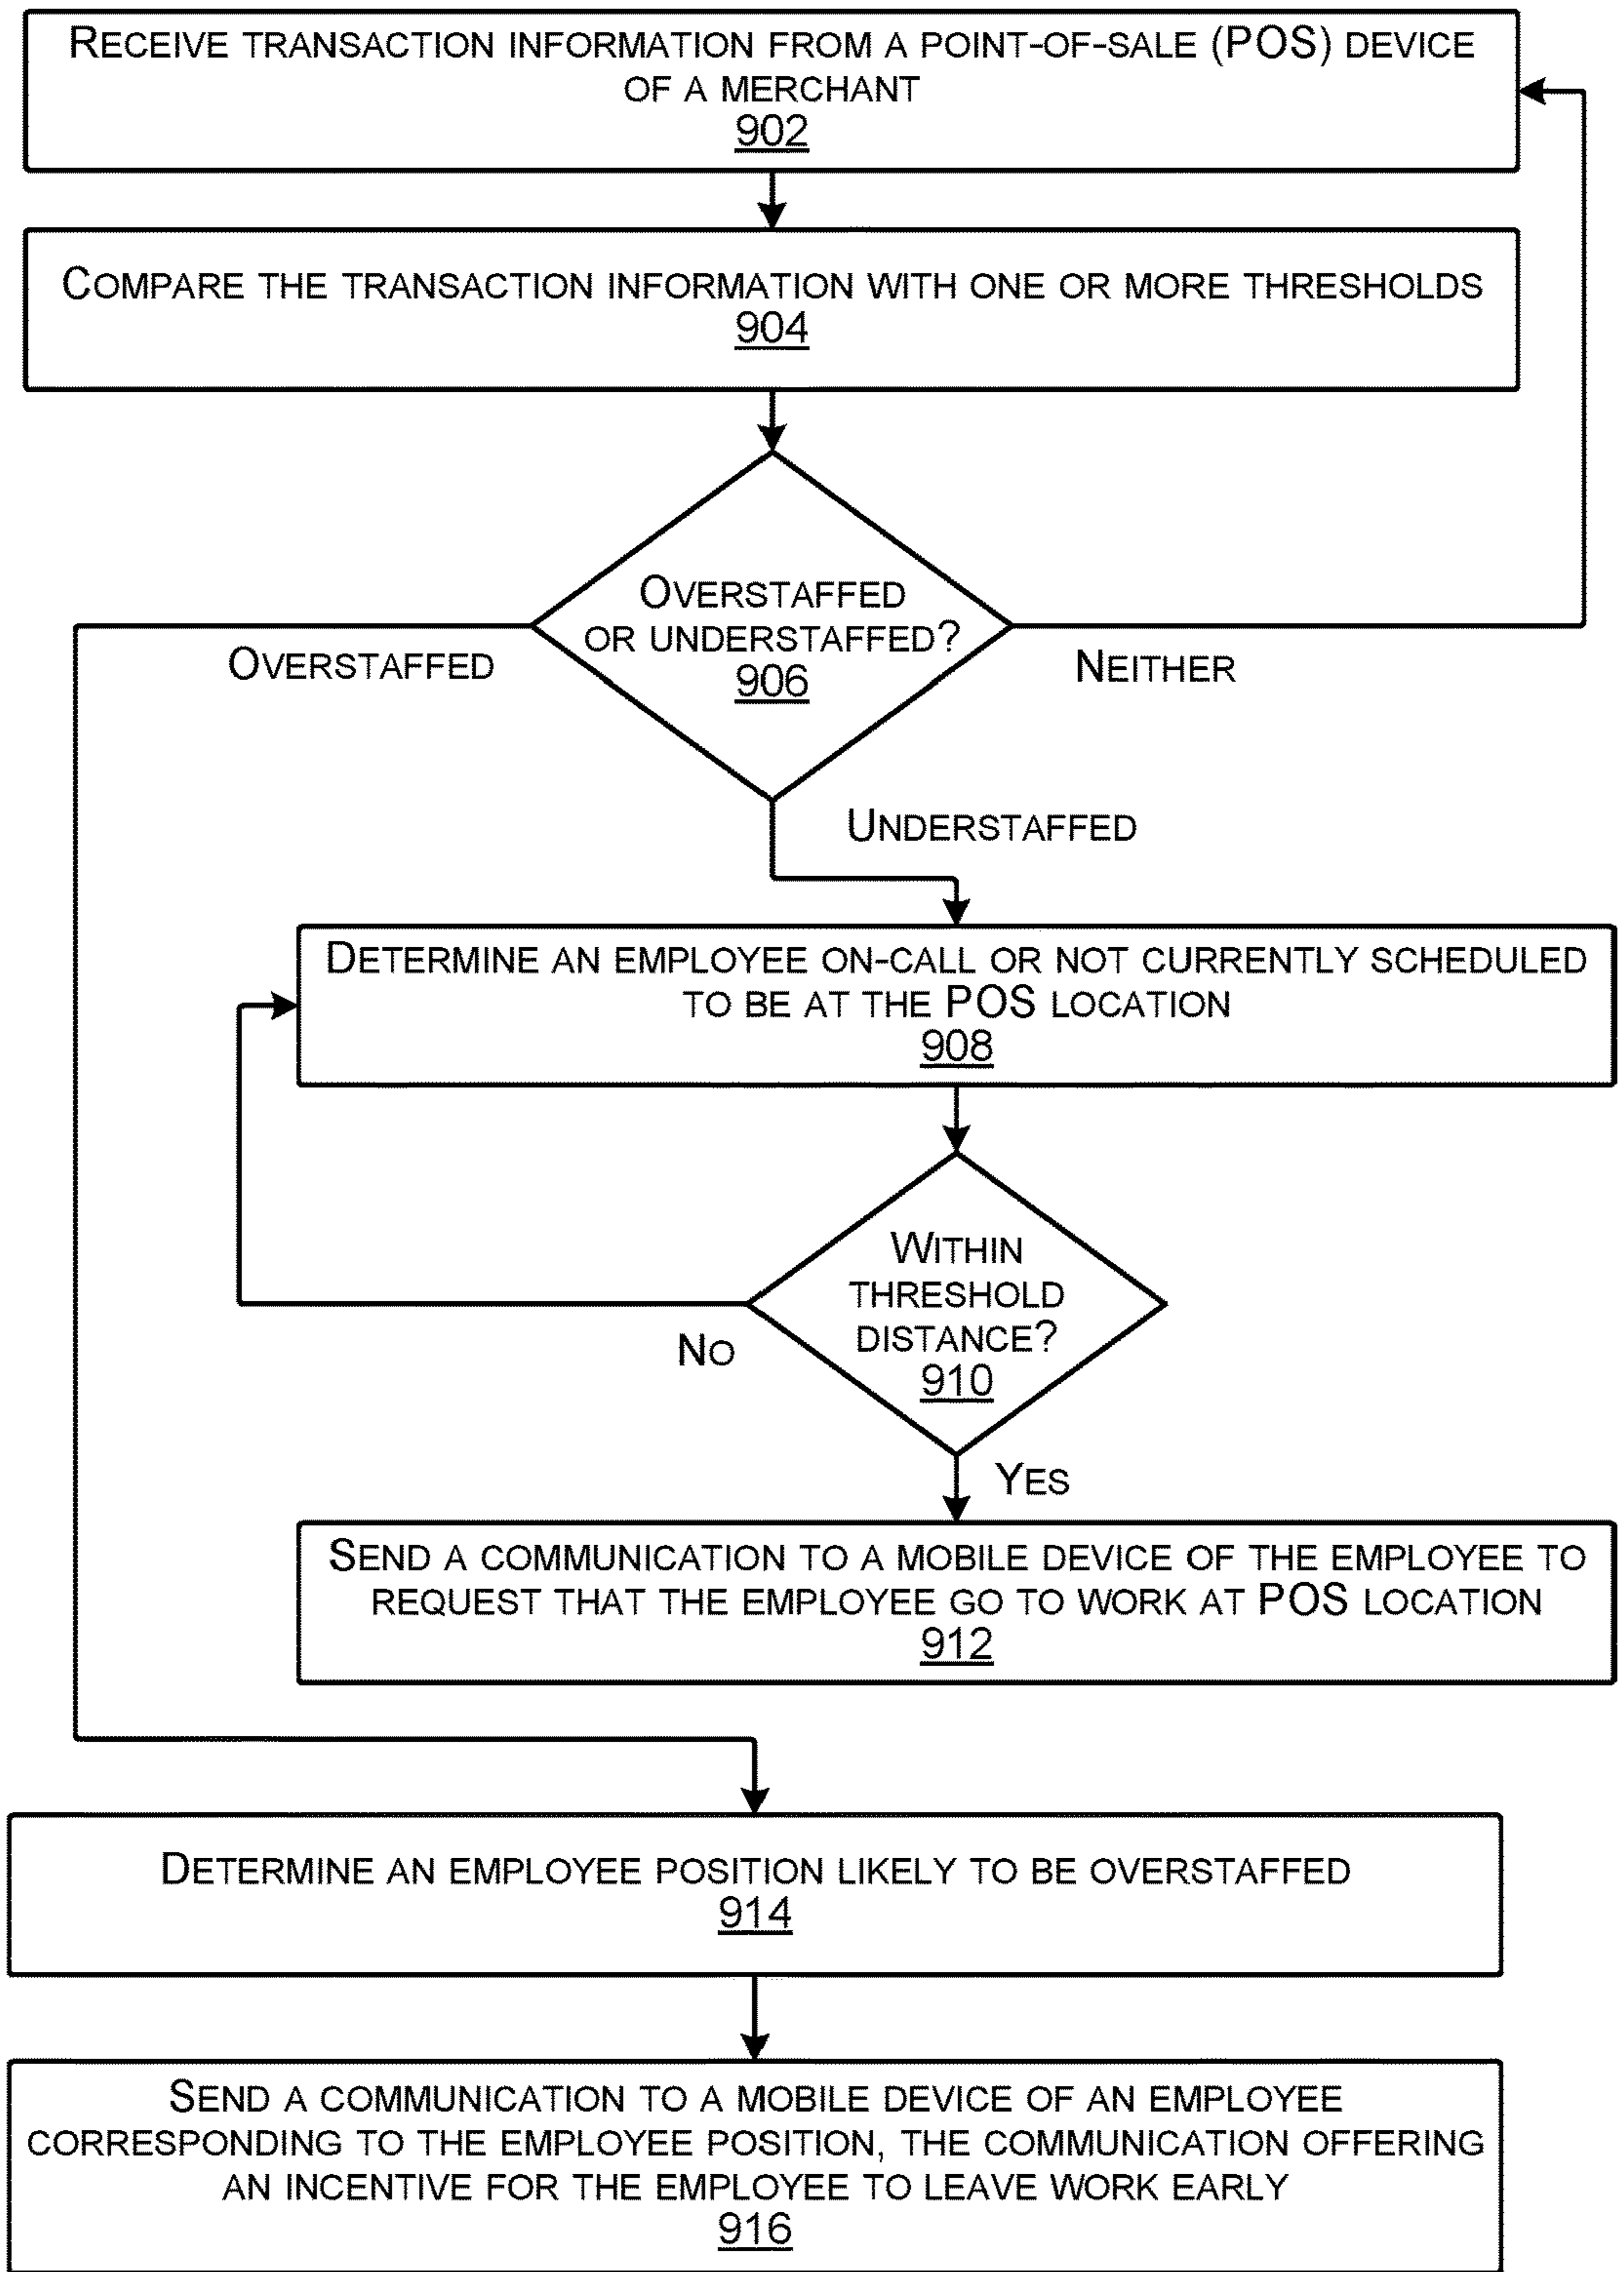 RECEIVE TRANSACTION INFORMATION FROM A POINT-OF-SALE (POS) DEVICE
OF A MERCHANT
902
COMPARE THE TRANSACTION INFORMATION WITH ONE OR MORE THRESHOLDS
904
OVERSTAFFED
OR UNDERSTAFFED?
906
OVERSTAFFED
NEITHER
UNDERSTAFFED
DETERMINE AN EMPLOYEE ON-CALL OR NOT CURRENTLY SCHEDULED
TO BE AT THE POS LOCATION
908
WITHIN
THRESHOLD
DISTANCE?
910
NO
YES
SEND A COMMUNICATION TO A MOBILE DEVICE OF THE EMPLOYEE TO
REQUEST THAT THE EMPLOYEE GO TO WORK AT POS LOCATION
912
DETERMINE AN EMPLOYEE POSITION LIKELY TO BE OVERSTAFFED
914
SEND A COMMUNICATION TO A MOBILE DEVICE OF AN EMPLOYEE
CORRESPONDING TO THE EMPLOYEE POSITION, THE COMMUNICATION OFFERING
AN INCENTIVE FOR THE EMPLOYEE TO LEAVE WORK EARLY
916